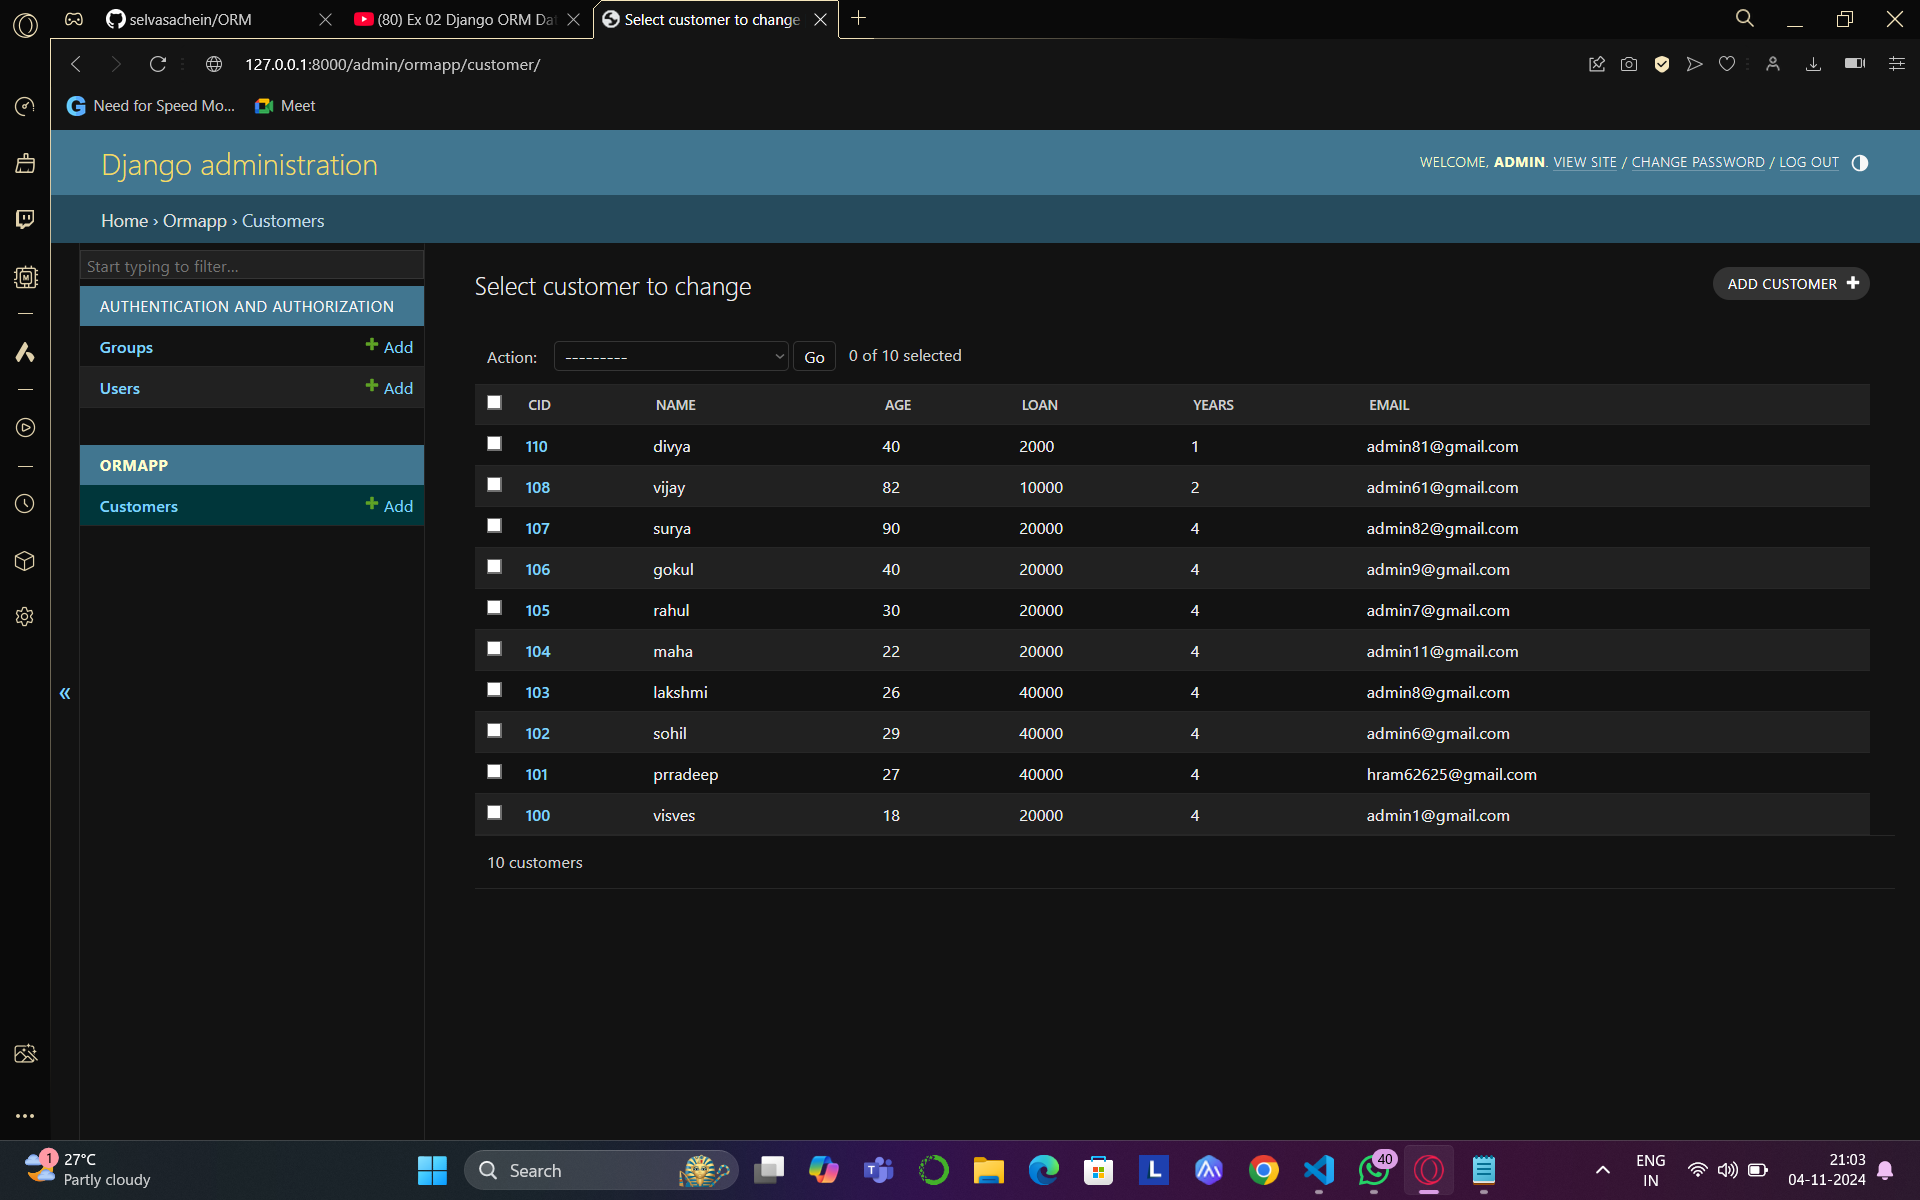 selvasachein/ORM
(80) Ex 02 Django ORM Dat
Select customer to change
127.0.0.1:8000/admin/ormapp/customer/
Need for Speed Mo...
Meet
Django administration
WELCOME, ADMIN. VIEW SITE / CHANGE PASSWORD / LOG OUT
Home › Ormapp › Customers
Start typing to filter...
AUTHENTICATION AND AUTHORIZATION
Groups + Add
Users + Add
ORMAPP
Customers + Add
«
Select customer to change
ADD CUSTOMER +
Action: --------- Go 0 of 10 selected
CID NAME AGE LOAN YEARS EMAIL
110 divya 40 2000 1 admin81@gmail.com
108 vijay 82 10000 2 admin61@gmail.com
107 surya 90 20000 4 admin82@gmail.com
106 gokul 40 20000 4 admin9@gmail.com
105 rahul 30 20000 4 admin7@gmail.com
104 maha 22 20000 4 admin11@gmail.com
103 lakshmi 26 40000 4 admin8@gmail.com
102 sohil 29 40000 4 admin6@gmail.com
101 prradeep 27 40000 4 hram62625@gmail.com
100 visves 18 20000 4 admin1@gmail.com
10 customers
1
27°C
Partly cloudy
Search
L
40
ENG
IN
21:03
04-11-2024